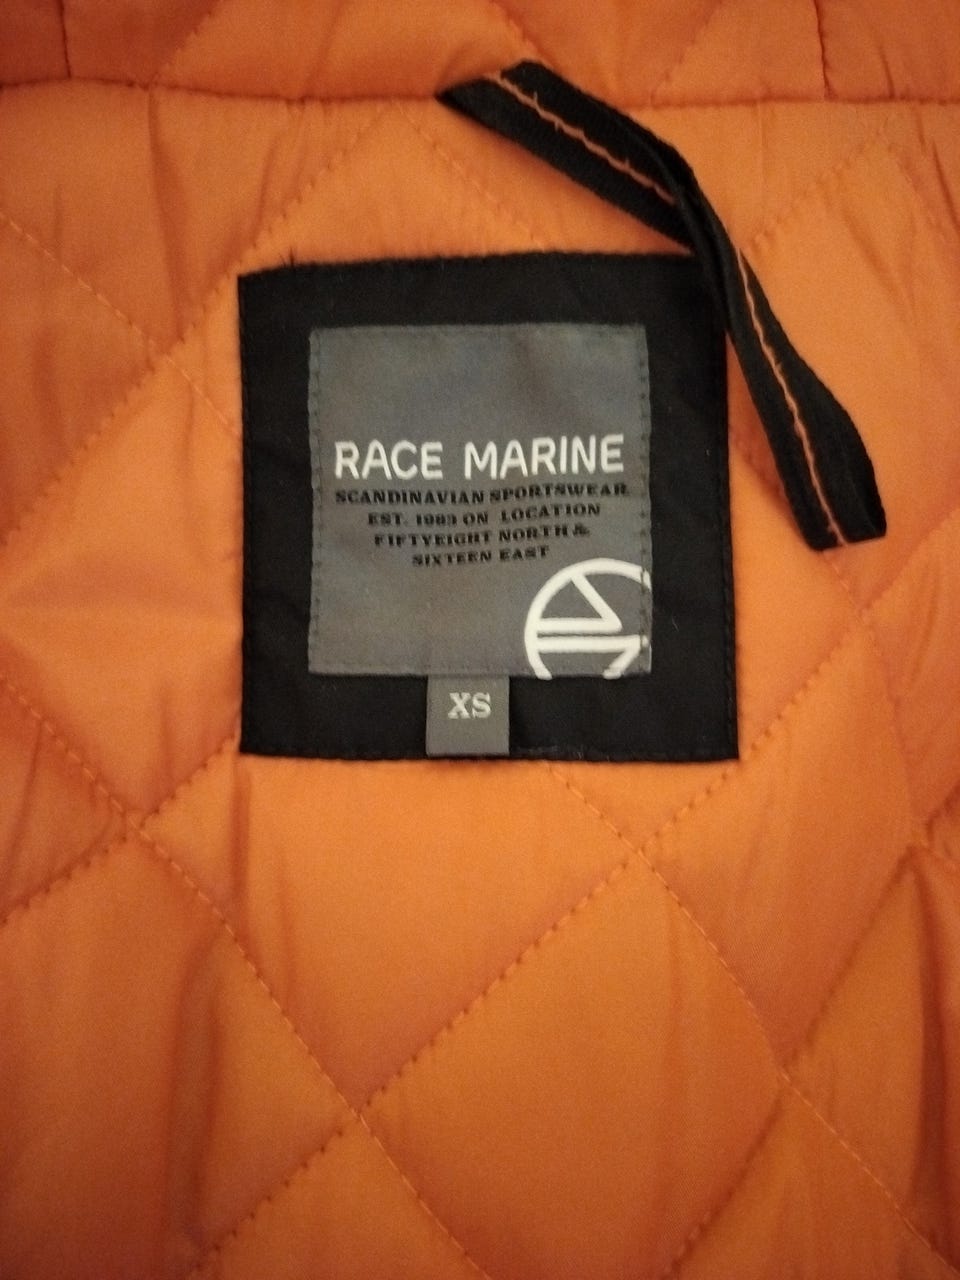 RACE MARINE
SCANDINAVIAN SPORTSWEAR
EST. 1983 ON LOCATION
FIFTYEIGHT NORTH &
SIXTEEN EAST
XS